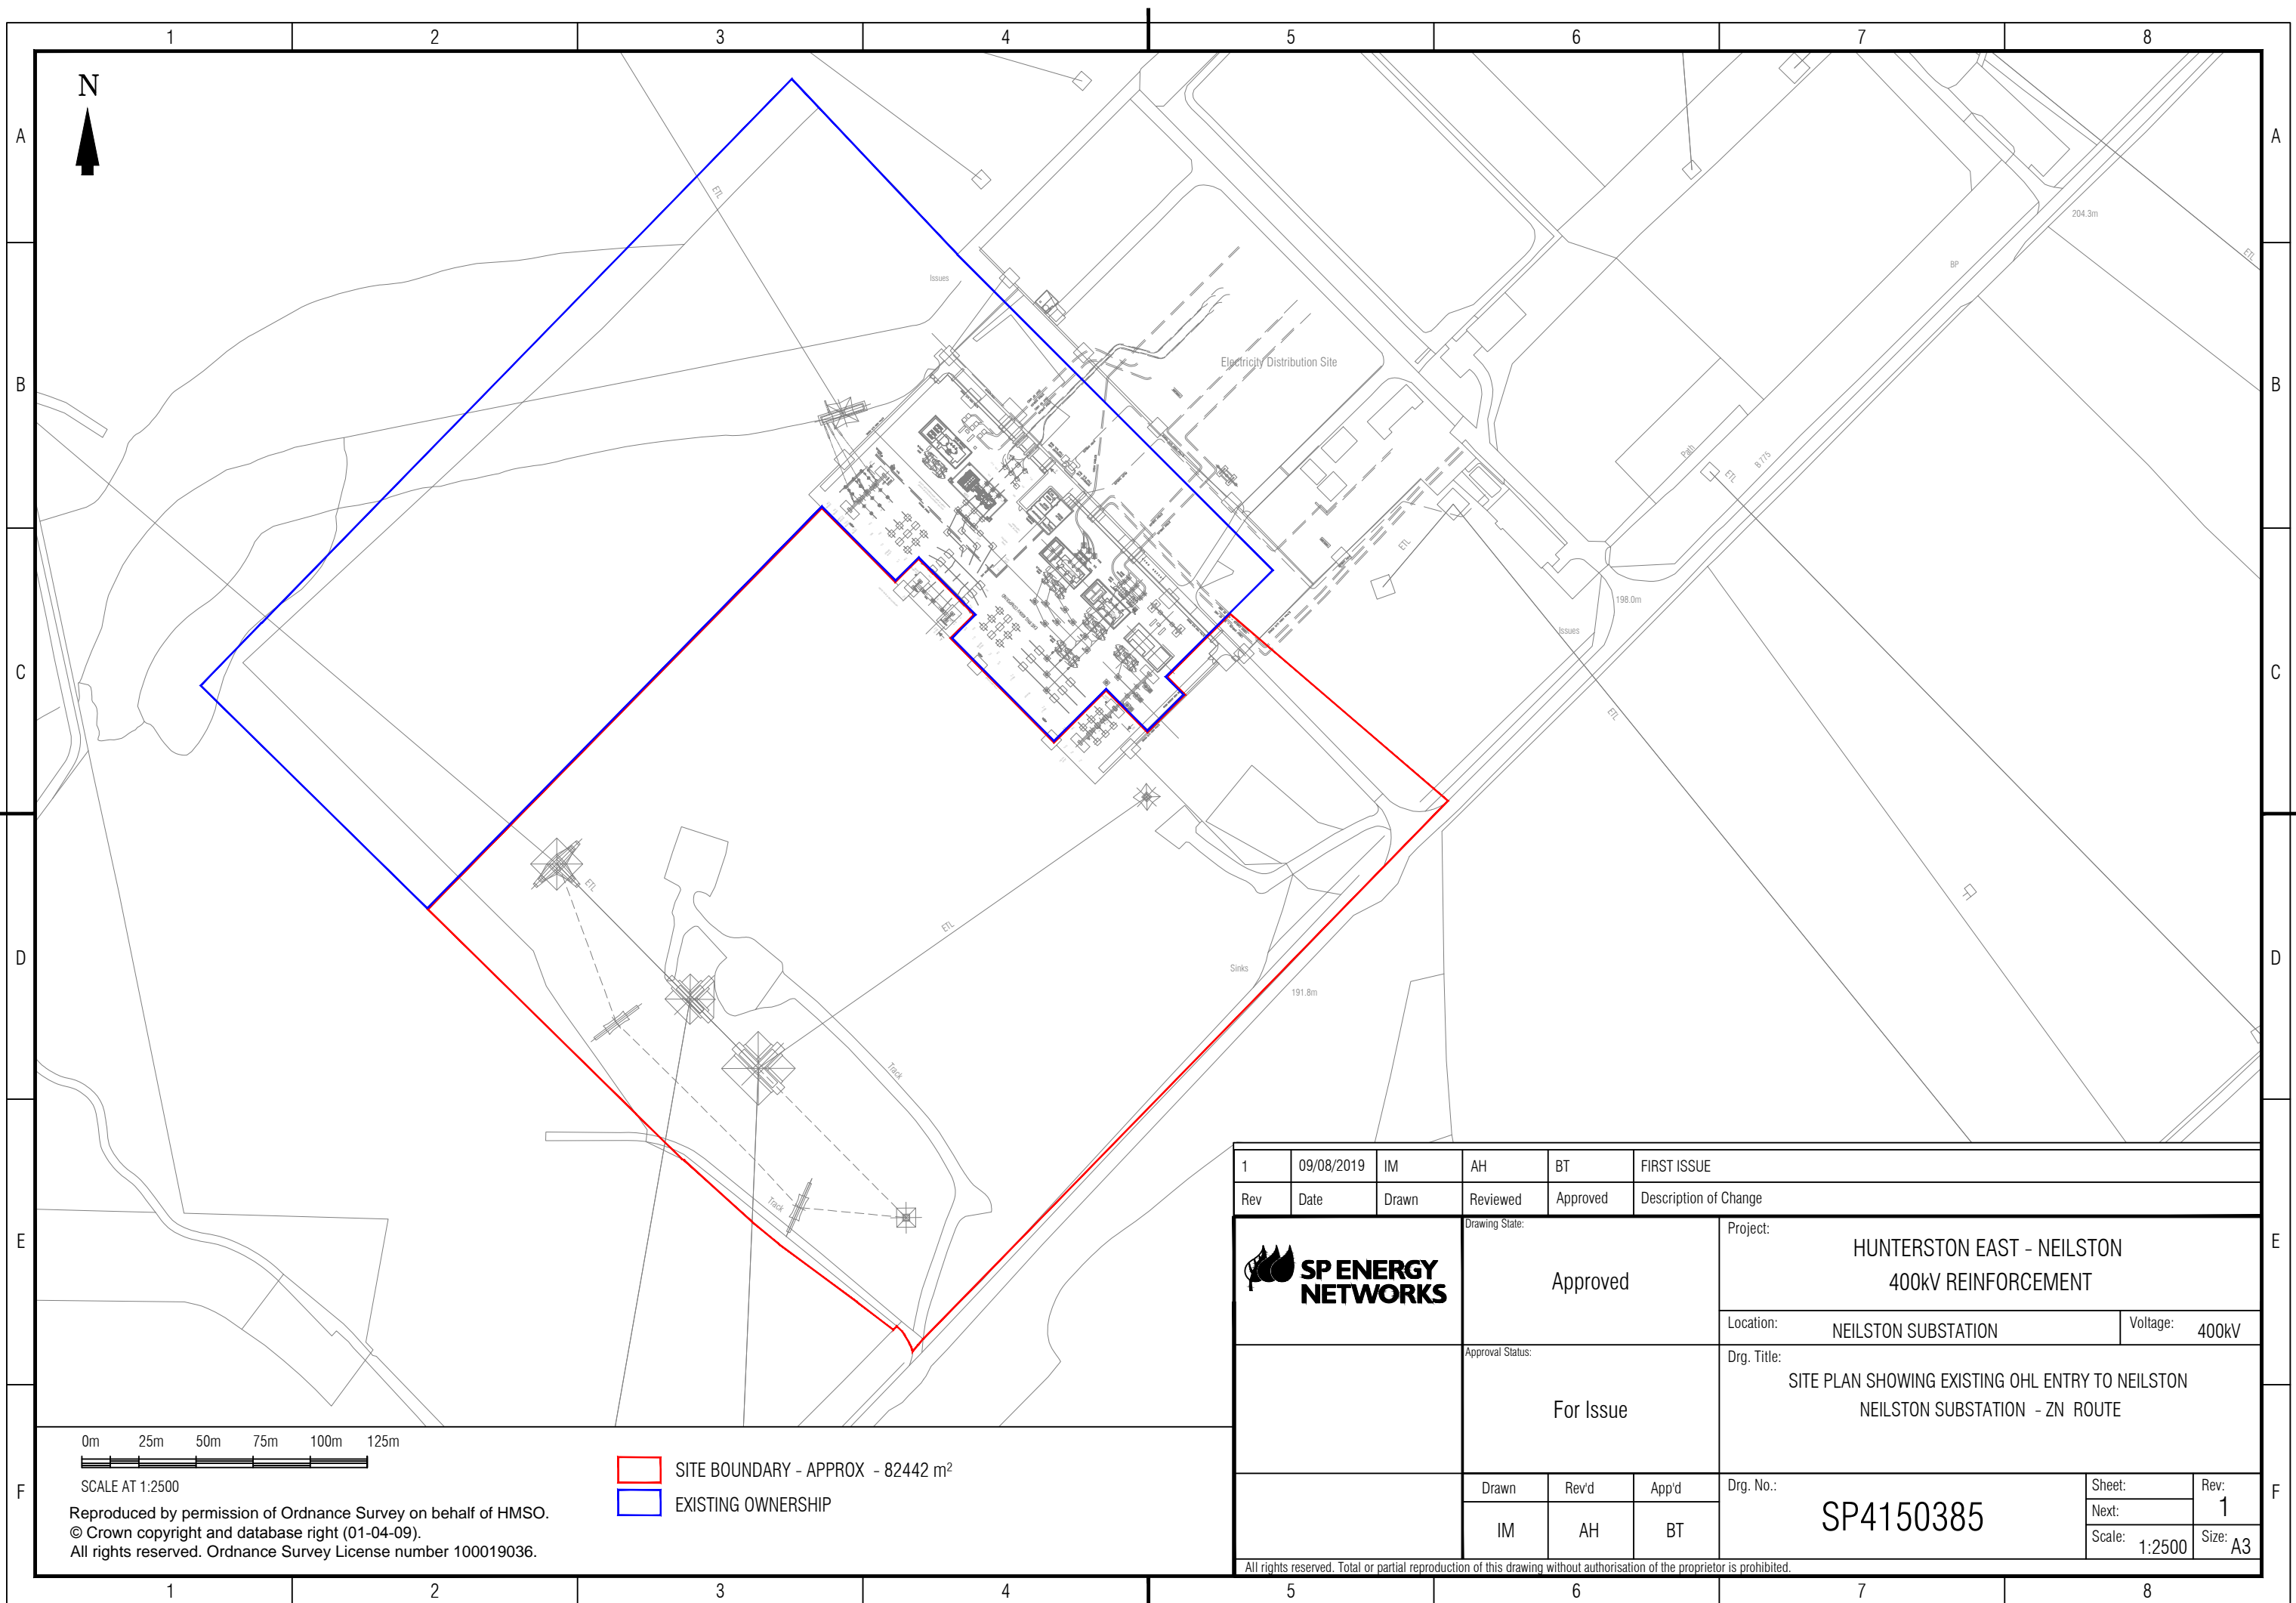 1 2 3 4 5 6 7 8
A A
N
ETL
204.3m
ETL
BP
Issues
Electricity Distribution Site
B B
Path
B 775
ETL
ETL
198.0m
Issues
C C
ETL
ETL
ETL
D D
Sinks
191.8m
Track
Track
E E
1 09/08/2019 IM AH BT FIRST ISSUE
Rev Date Drawn Reviewed Approved Description of Change
SP ENERGY
NETWORKS
Drawing State:
Approved
Project:
HUNTERSTON EAST - NEILSTON
400kV REINFORCEMENT
Location: NEILSTON SUBSTATION Voltage: 400kV
Approval Status:
For Issue
Drg. Title:
SITE PLAN SHOWING EXISTING OHL ENTRY TO NEILSTON
NEILSTON SUBSTATION - ZN ROUTE
Drawn Rev'd App'd
IM AH BT
Drg. No.:
SP4150385
Sheet:
Next:
Scale: 1:2500
Rev: 1
Size: A3
All rights reserved. Total or partial reproduction of this drawing without authorisation of the proprietor is prohibited.
F F
0m 25m 50m 75m 100m 125m
SCALE AT 1:2500
SITE BOUNDARY - APPROX - 82442 m²
EXISTING OWNERSHIP
Reproduced by permission of Ordnance Survey on behalf of HMSO.
© Crown copyright and database right (01-04-09).
All rights reserved. Ordnance Survey License number 100019036.
1 2 3 4 5 6 7 8